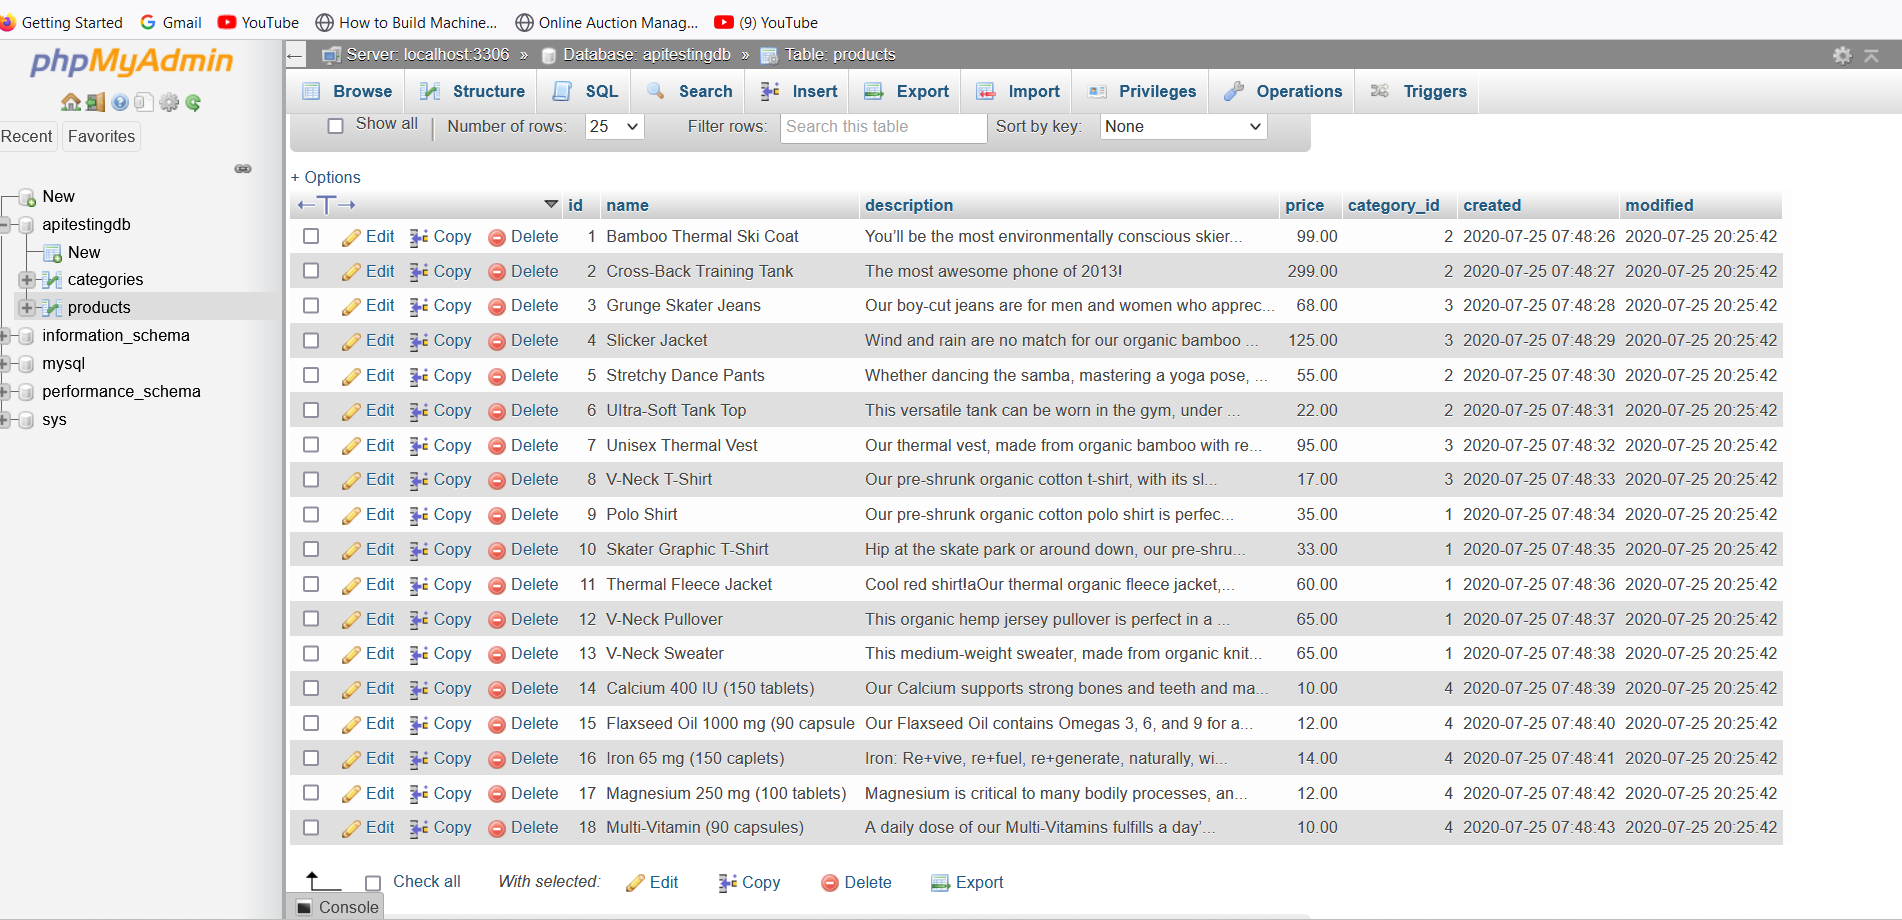 Getting Started Gmail YouTube How to Build Machine... Online Auction Manag... (9) YouTube
phpMyAdmin
Recent Favorites
New
apitestingdb
New
categories
products
information_schema
mysql
performance_schema
sys
Server: localhost:3306 » Database: apitestingdb » Table: products
Browse Structure SQL Search Insert Export Import Privileges Operations Triggers
Show all Number of rows: 25 Filter rows: Search this table Sort by key: None
+ Options
id name description price category_id created modified
Edit Copy Delete 1 Bamboo Thermal Ski Coat You’ll be the most environmentally conscious skier... 99.00 2 2020-07-25 07:48:26 2020-07-25 20:25:42
Edit Copy Delete 2 Cross-Back Training Tank The most awesome phone of 2013! 299.00 2 2020-07-25 07:48:27 2020-07-25 20:25:42
Edit Copy Delete 3 Grunge Skater Jeans Our boy-cut jeans are for men and women who apprec... 68.00 3 2020-07-25 07:48:28 2020-07-25 20:25:42
Edit Copy Delete 4 Slicker Jacket Wind and rain are no match for our organic bamboo ... 125.00 3 2020-07-25 07:48:29 2020-07-25 20:25:42
Edit Copy Delete 5 Stretchy Dance Pants Whether dancing the samba, mastering a yoga pose, ... 55.00 2 2020-07-25 07:48:30 2020-07-25 20:25:42
Edit Copy Delete 6 Ultra-Soft Tank Top This versatile tank can be worn in the gym, under ... 22.00 2 2020-07-25 07:48:31 2020-07-25 20:25:42
Edit Copy Delete 7 Unisex Thermal Vest Our thermal vest, made from organic bamboo with re... 95.00 3 2020-07-25 07:48:32 2020-07-25 20:25:42
Edit Copy Delete 8 V-Neck T-Shirt Our pre-shrunk organic cotton t-shirt, with its sl... 17.00 3 2020-07-25 07:48:33 2020-07-25 20:25:42
Edit Copy Delete 9 Polo Shirt Our pre-shrunk organic cotton polo shirt is perfec... 35.00 1 2020-07-25 07:48:34 2020-07-25 20:25:42
Edit Copy Delete 10 Skater Graphic T-Shirt Hip at the skate park or around down, our pre-shru... 33.00 1 2020-07-25 07:48:35 2020-07-25 20:25:42
Edit Copy Delete 11 Thermal Fleece Jacket Cool red shirt!aOur thermal organic fleece jacket,... 60.00 1 2020-07-25 07:48:36 2020-07-25 20:25:42
Edit Copy Delete 12 V-Neck Pullover This organic hemp jersey pullover is perfect in a ... 65.00 1 2020-07-25 07:48:37 2020-07-25 20:25:42
Edit Copy Delete 13 V-Neck Sweater This medium-weight sweater, made from organic knit... 65.00 1 2020-07-25 07:48:38 2020-07-25 20:25:42
Edit Copy Delete 14 Calcium 400 IU (150 tablets) Our Calcium supports strong bones and teeth and ma... 10.00 4 2020-07-25 07:48:39 2020-07-25 20:25:42
Edit Copy Delete 15 Flaxseed Oil 1000 mg (90 capsule Our Flaxseed Oil contains Omegas 3, 6, and 9 for a... 12.00 4 2020-07-25 07:48:40 2020-07-25 20:25:42
Edit Copy Delete 16 Iron 65 mg (150 caplets) Iron: Re+vive, re+fuel, re+generate, naturally, wi... 14.00 4 2020-07-25 07:48:41 2020-07-25 20:25:42
Edit Copy Delete 17 Magnesium 250 mg (100 tablets) Magnesium is critical to many bodily processes, an... 12.00 4 2020-07-25 07:48:42 2020-07-25 20:25:42
Edit Copy Delete 18 Multi-Vitamin (90 capsules) A daily dose of our Multi-Vitamins fulfills a day’... 10.00 4 2020-07-25 07:48:43 2020-07-25 20:25:42
Check all With selected: Edit Copy Delete Export
Console